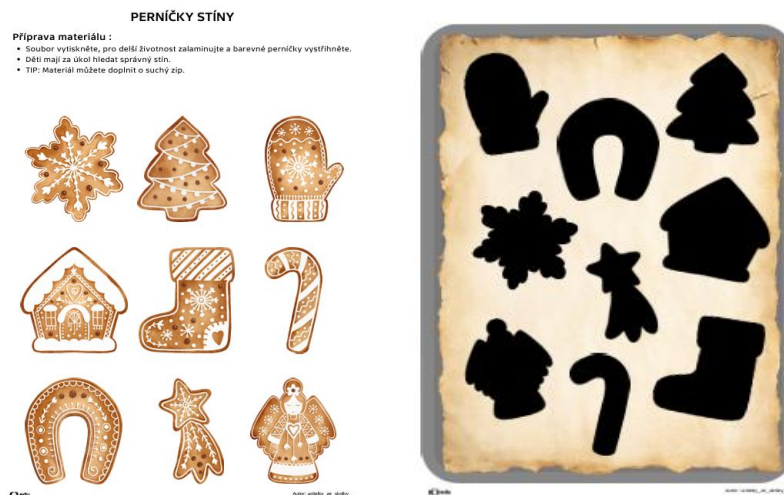 PERNÍČKY STÍNY
Příprava materiálu :
• Soubor vytiskněte, pro delší životnost zalaminujte a barevné perníčky vystřihněte.
• Děti mají za úkol hledat správný stín.
• TIP: Materiál můžete doplnit o suchý zip.